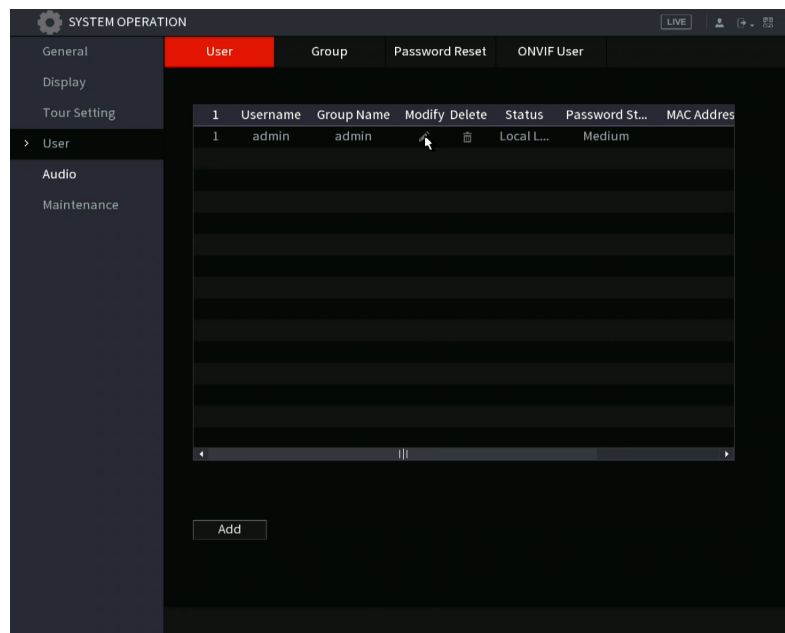 SYSTEM OPERATION
LIVE
General
Display
Tour Setting
User
Audio
Maintenance
User Group Password Reset ONVIF User
1 Username Group Name Modify Delete Status Password St... MAC Addres
1 admin admin Local L... Medium
Add